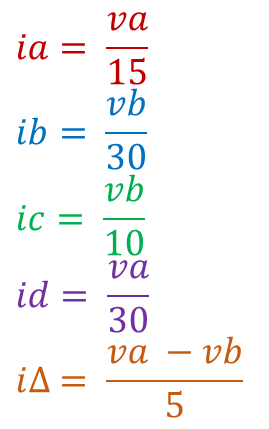 ia = va/15
ib = vb/30
ic = vb/10
id = va/30
iΔ = va − vb/5